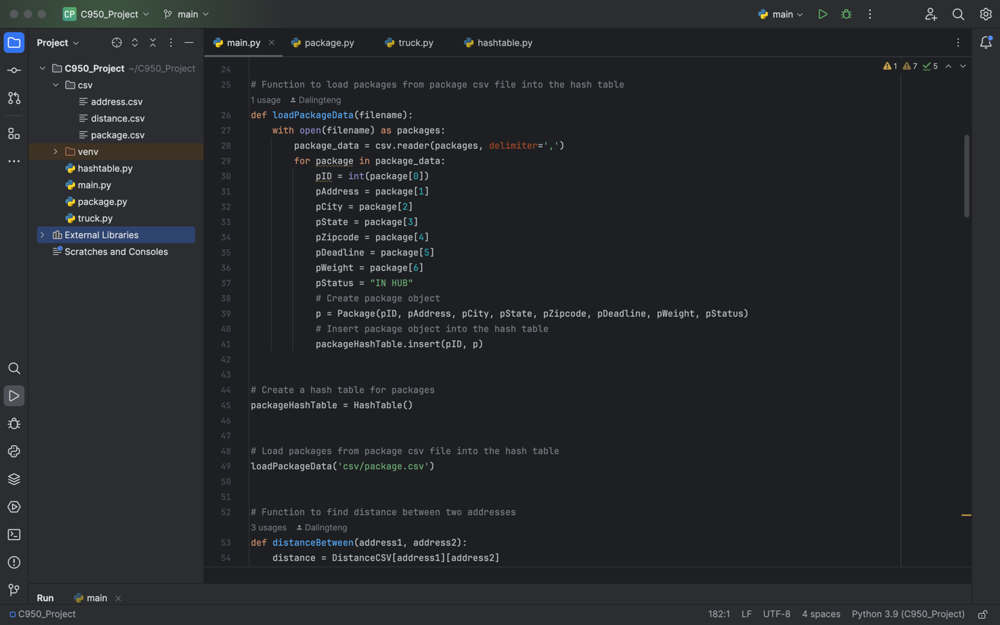 CP C950_Project main
main
Project
main.py package.py truck.py hashtable.py
C950_Project ~/C950_Project
csv
address.csv
distance.csv
package.csv
venv
hashtable.py
main.py
package.py
truck.py
External Libraries
Scratches and Consoles
1 7 5
24
25 # Function to load packages from package csv file into the hash table
1 usage Dalingteng
26 def loadPackageData(filename):
27 with open(filename) as packages:
28 package_data = csv.reader(packages, delimiter=',')
29 for package in package_data:
30 pID = int(package[0])
31 pAddress = package[1]
32 pCity = package[2]
33 pState = package[3]
34 pZipcode = package[4]
35 pDeadline = package[5]
36 pWeight = package[6]
37 pStatus = "IN HUB"
38 # Create package object
39 p = Package(pID, pAddress, pCity, pState, pZipcode, pDeadline, pWeight, pStatus)
40 # Insert package object into the hash table
41 packageHashTable.insert(pID, p)
42
43
44 # Create a hash table for packages
45 packageHashTable = HashTable()
46
47
48 # Load packages from package csv file into the hash table
49 loadPackageData('csv/package.csv')
50
51
52 # Function to find distance between two addresses
3 usages Dalingteng
53 def distanceBetween(address1, address2):
54 distance = DistanceCSV[address1][address2]
Run main
C950_Project 182:1 LF UTF-8 4 spaces Python 3.9 (C950_Project)